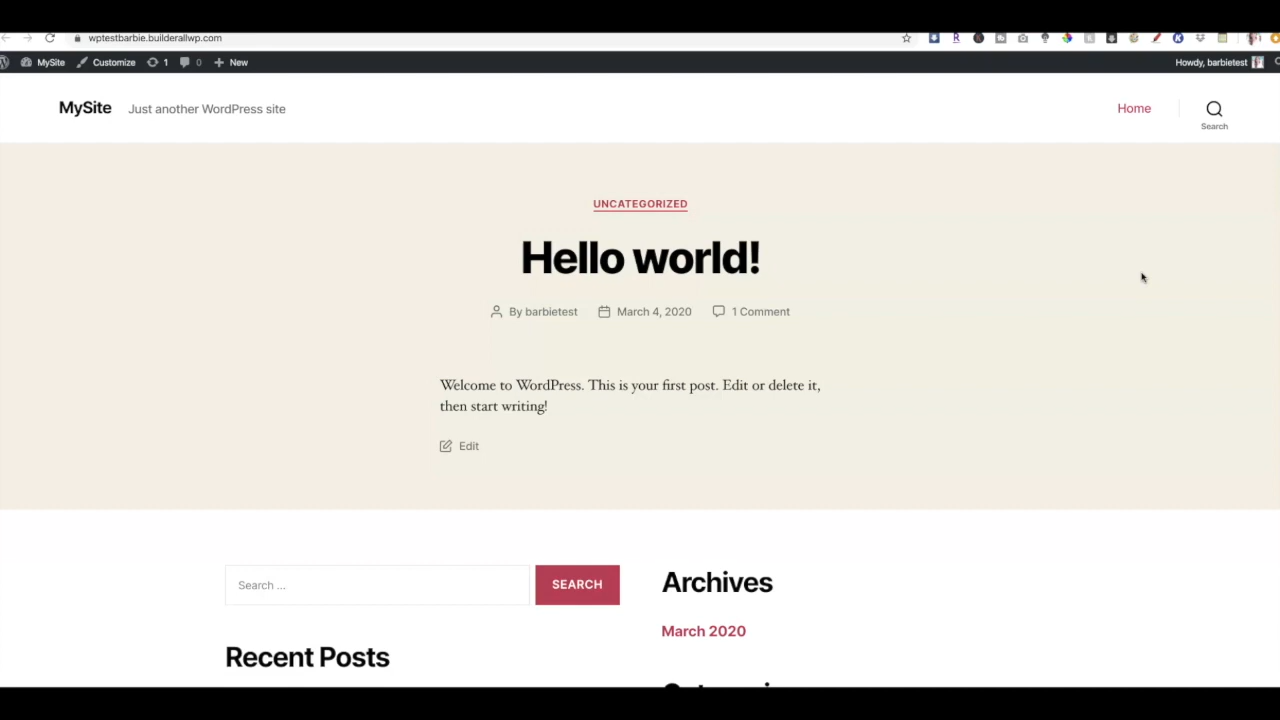 wptestbarbie.builderallwp.com
MySite Customize 1 0 New Howdy, barbietest
MySite Just another WordPress site Home
Search
UNCATEGORIZED
Hello world!
By barbietest March 4, 2020 1 Comment
Welcome to WordPress. This is your first post. Edit or delete it,
then start writing!
Edit
Search ... SEARCH Archives
March 2020
Recent Posts